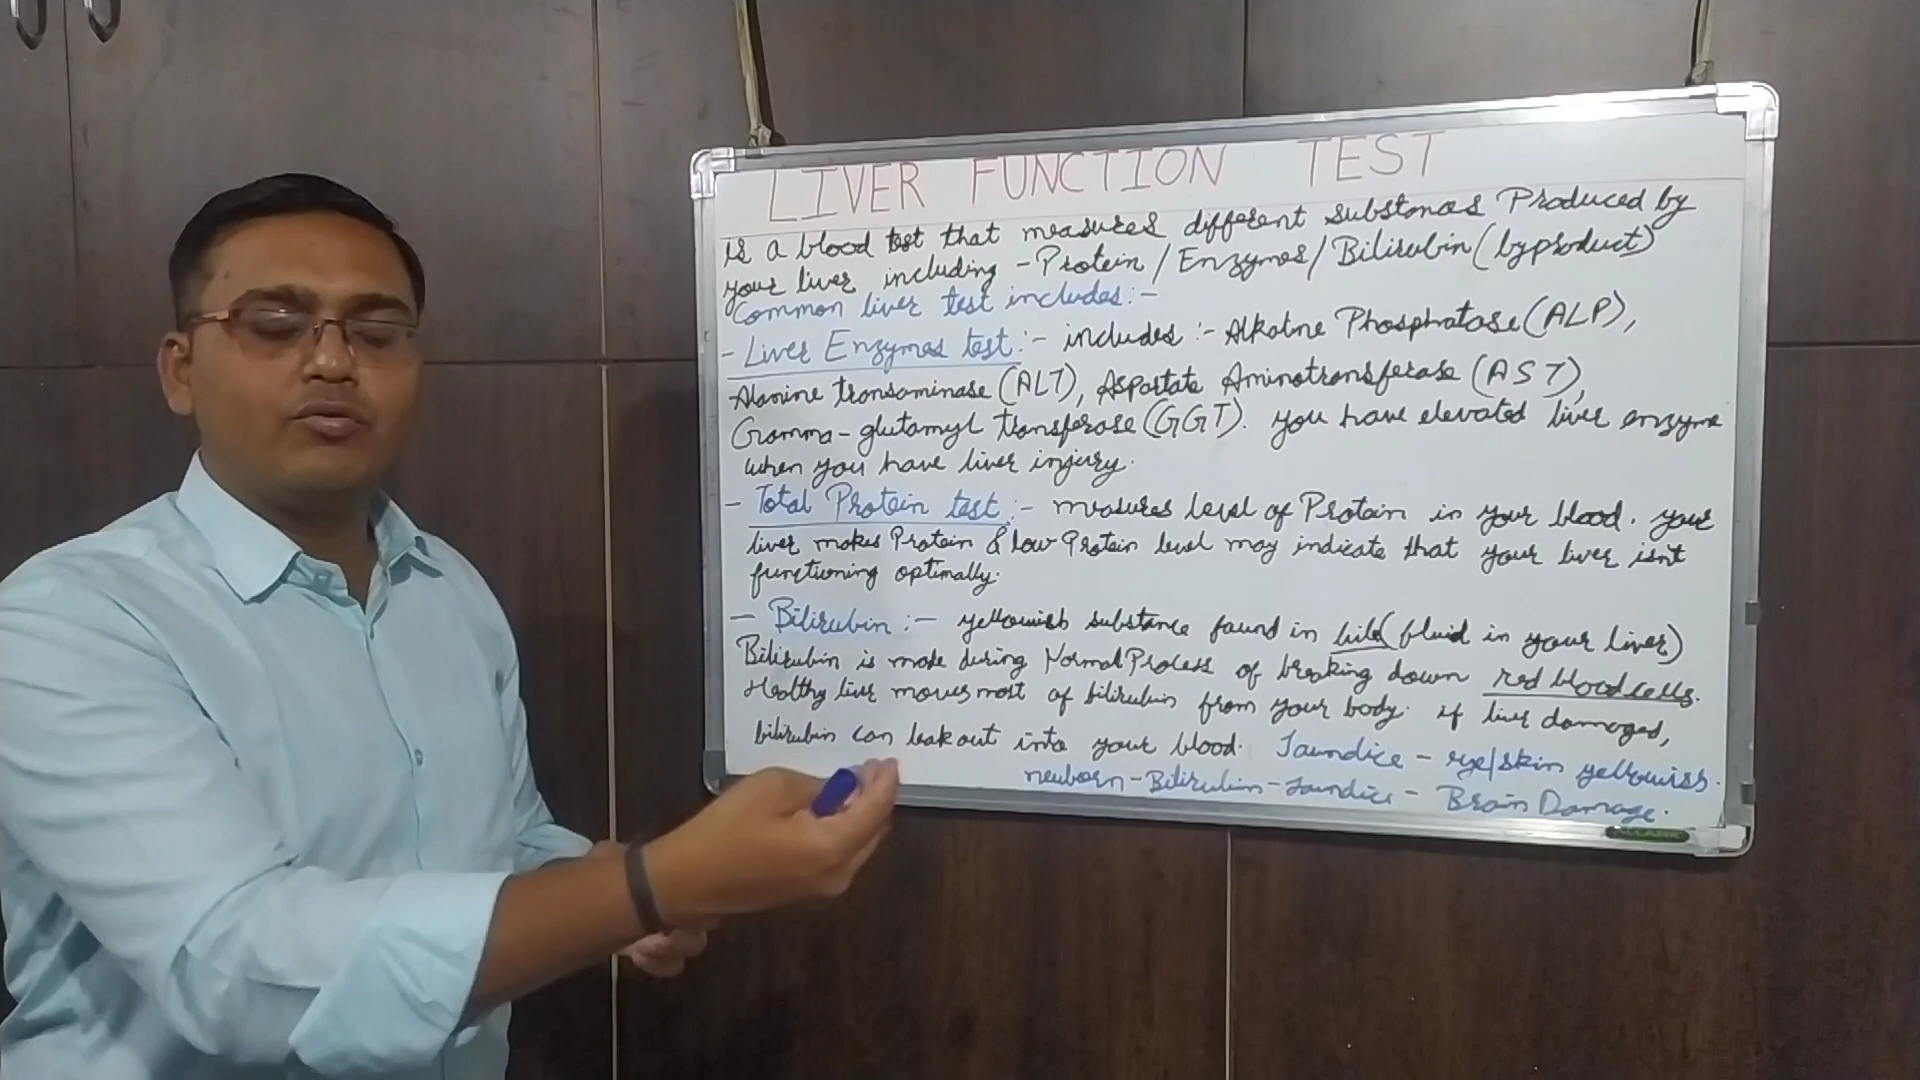 LIVER FUNCTION TEST
is a blood test that measures different substances Produced by
your liver including - Protein / Enzymes / Bilirubin (byproduct)
Common liver test includes:-
- Liver Enzymes test:- includes:- Alkaline Phosphatase (ALP),
Alanine transaminase (ALT), Aspartate Aminotransferase (AST),
Gramma-glutamyl transferase (GGT). you have elevated liver enzyme
when you have liver injury.
- Total Protein test:- measures level of Protein in your blood. your
liver makes Protein & low Protein level may indicate that your liver isn't
functioning optimally.
- Bilirubin:- yellowish substance found in bile (fluid in your liver)
Bilirubin is made during Normal Process of breaking down red blood cells.
Healthy liver moves most of bilirubin from your body. if liver damaged,
bilirubin can leak out into your blood. Jaundice - eye/skin yellowish.
newborn - Bilirubin - Jaundice - Brain Damage.